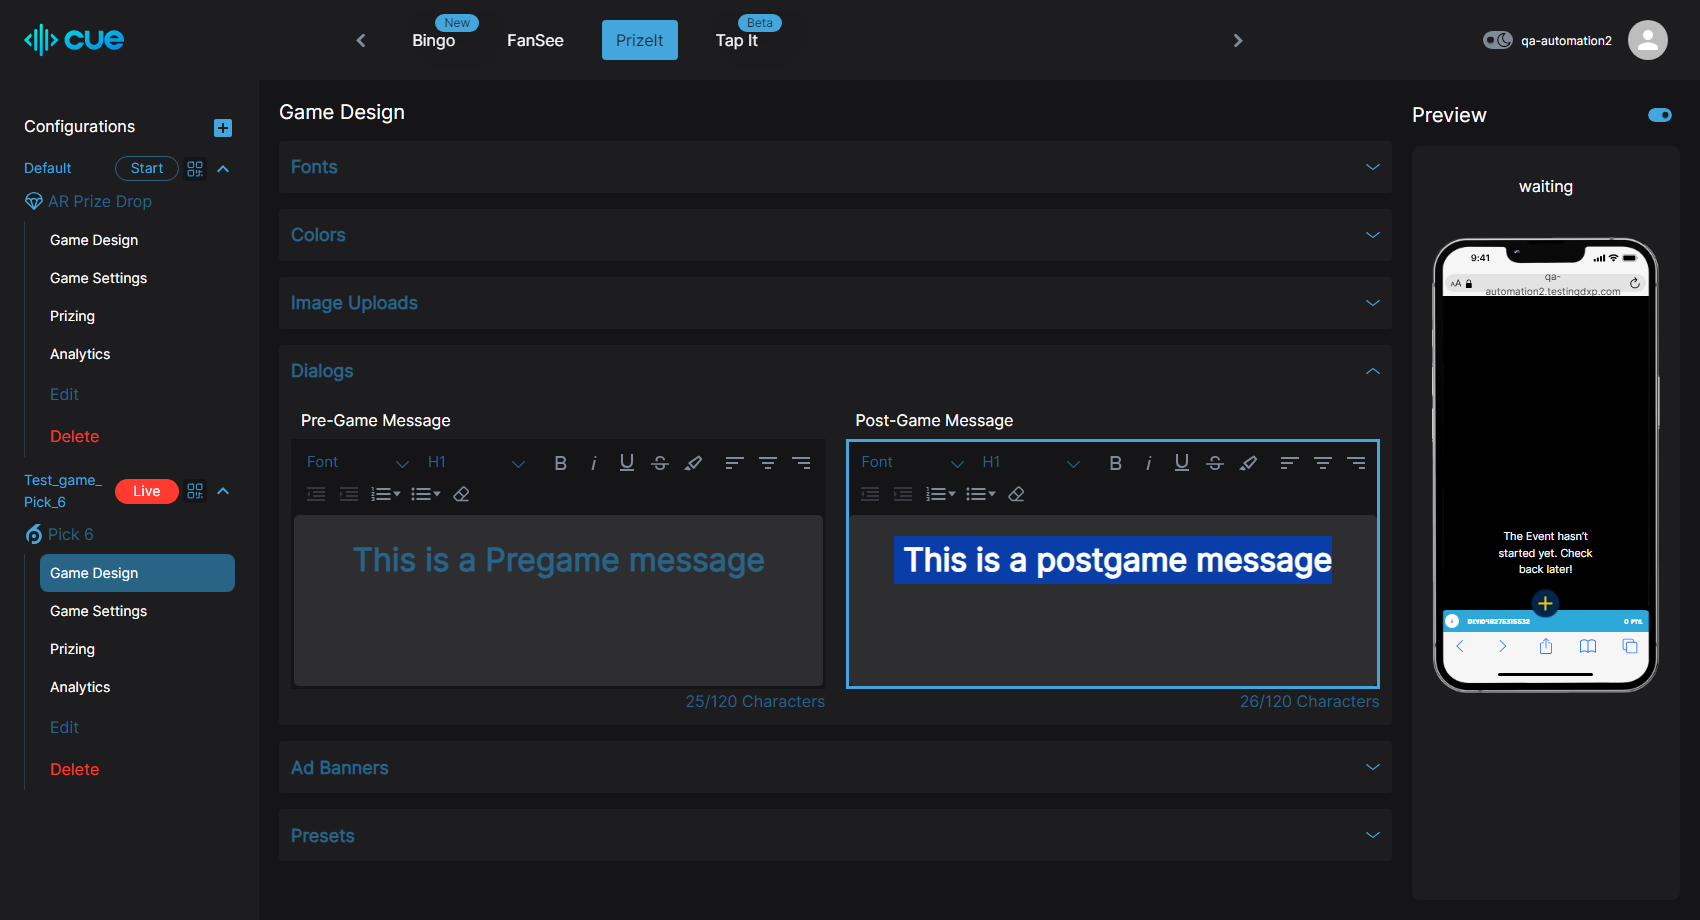 cue
New
Bingo
FanSee
PrizeIt
Beta
Tap It
qa-automation2
Configurations
Default
Start
AR Prize Drop
Game Design
Game Settings
Prizing
Analytics
Edit
Delete
Test_game_
Pick_6
Live
Pick 6
Game Design
Game Settings
Prizing
Analytics
Edit
Delete
Game Design
Fonts
Colors
Image Uploads
Dialogs
Pre-Game Message
Font H1
B i U S
This is a Pregame message
25/120 Characters
Post-Game Message
Font H1
B i U S
This is a postgame message
26/120 Characters
Ad Banners
Presets
Preview
waiting
9:41
AA
qa-
automation2.testingdxp.com
The Event hasn't
started yet. Check
back later!
0 PTS.